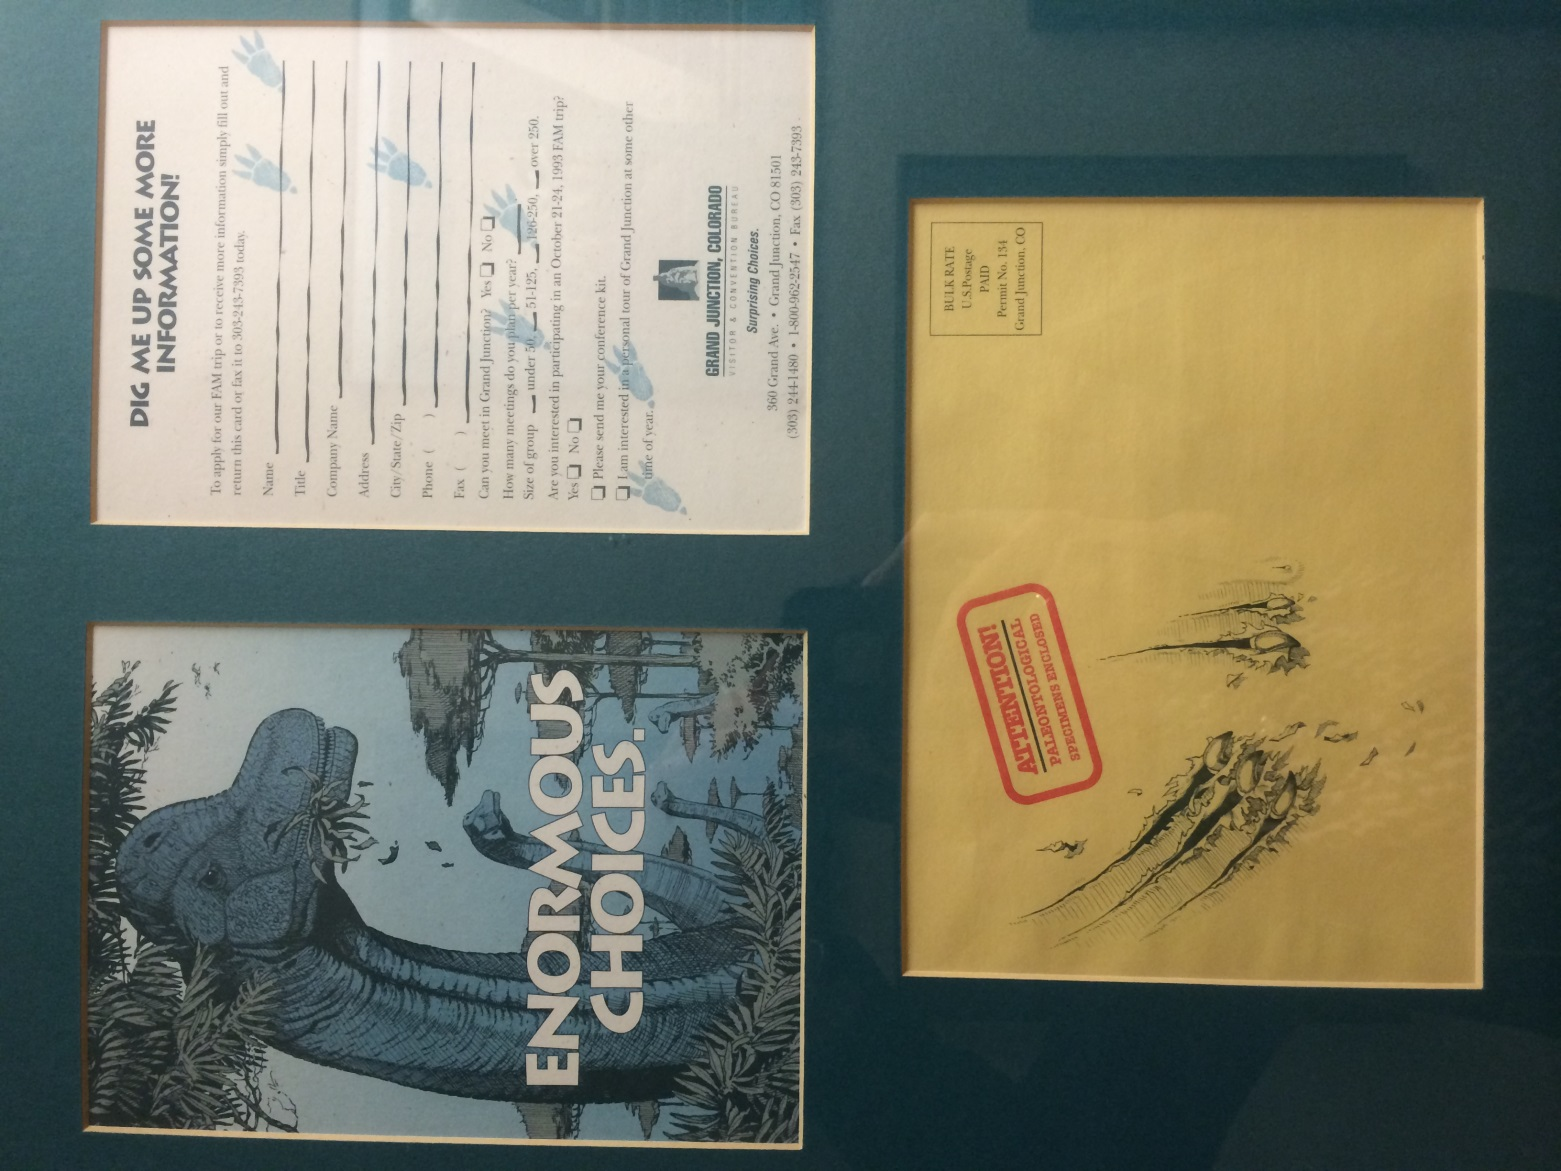 ENORMOUS
CHOICES.
DIG ME UP SOME MORE
INFORMATION!
To apply for our FAM trip or to receive more information simply fill out and
return this card or fax it to 303-243-7393 today.
Name
Title
Company Name
Address
City/State/Zip
Phone ( )
Fax ( )
Can you meet in Grand Junction? Yes ❏ No ❏
How many meetings do you plan per year?
Size of group __ under 50, __ 51-125, __ 126-250, __ over 250.
Are you interested in participating in an October 21-24, 1993 FAM trip?
Yes ❏ No ❏
❏ Please send me your conference kit.
❏ I am interested in a personal tour of Grand Junction at some other
time of year.
GRAND JUNCTION, COLORADO
VISITOR & CONVENTION BUREAU
Surprising Choices.
360 Grand Ave. • Grand Junction, CO 81501
(303) 244-1480 • 1-800-962-2547 • Fax (303) 243-7393
ATTENTION!
PALEONTOLOGICAL
SPECIMENS ENCLOSED
BULK RATE
U.S.Postage
PAID
Permit No. 134
Grand Junction, CO